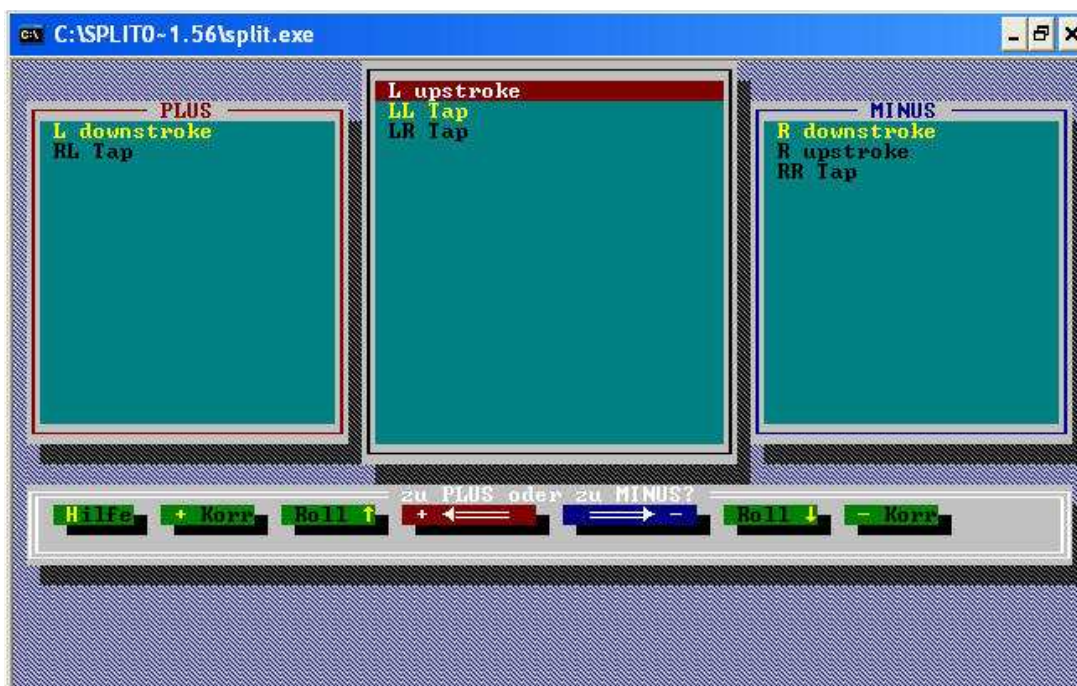 C:\SPLIT0~1.56\split.exe
PLUS
L downstroke
RL Tap
L upstroke
LL Tap
LR Tap
MINUS
R downstroke
R upstroke
RR Tap
zu PLUS oder zu MINUS?
Hilfe + Korr Roll ↑ + ← → - Roll ↓ - Korr